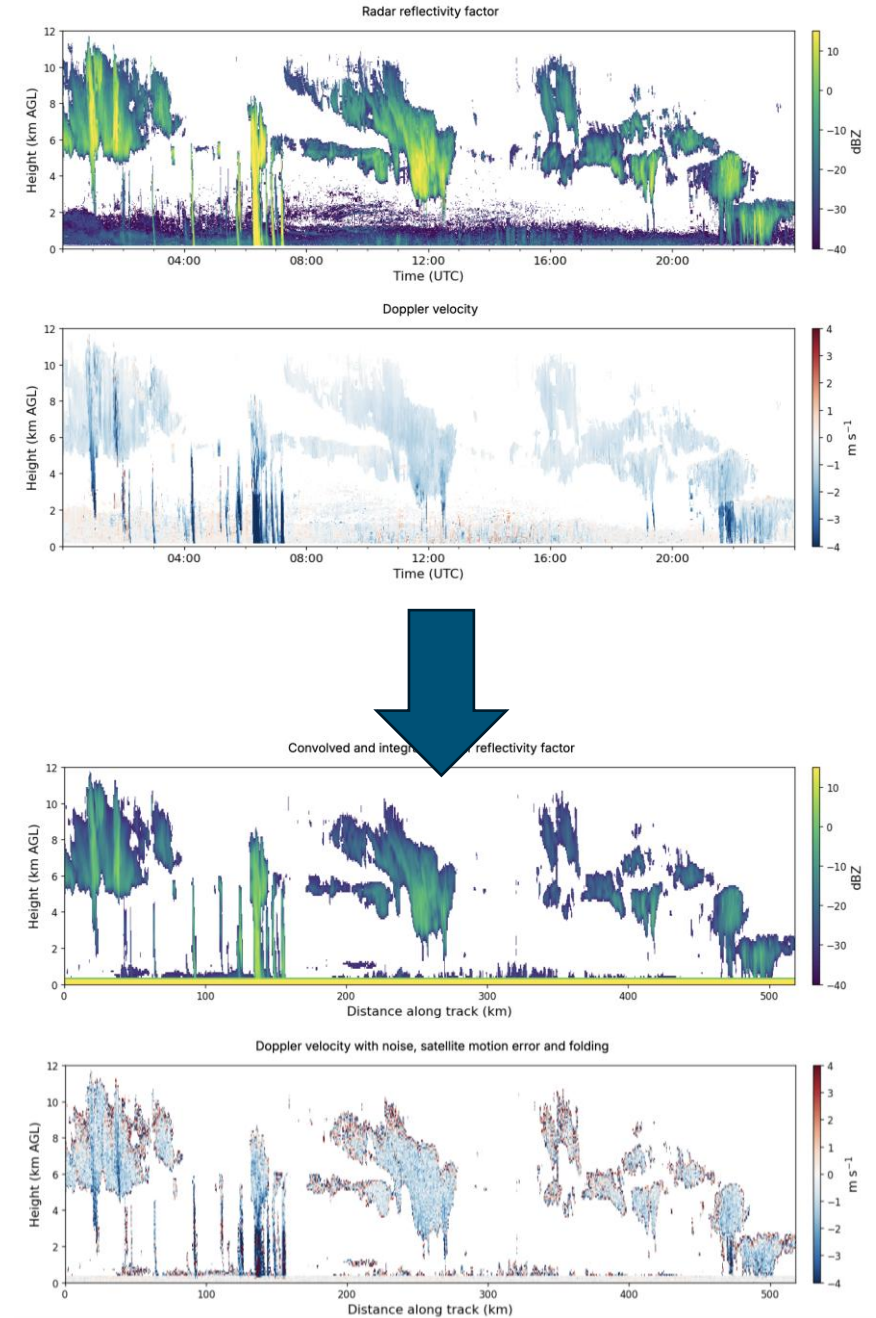 Radar reflectivity factor
12
10
8
6
4
2
0
Height (km AGL)
04:00 08:00 12:00 16:00 20:00
Time (UTC)
10
0
−10
−20
−30
−40
dBZ
Doppler velocity
12
10
8
6
4
2
0
Height (km AGL)
04:00 08:00 12:00 16:00 20:00
Time (UTC)
4
3
2
1
0
−1
−2
−3
−4
m s⁻¹
Convolved and integr r reflectivity factor
12
10
8
6
4
2
0
Height (km AGL)
0 100 200 300 400 500
Distance along track (km)
10
0
−10
−20
−30
−40
dBZ
Doppler velocity with noise, satellite motion error and folding
12
10
8
6
4
2
0
Height (km AGL)
0 100 200 300 400 500
Distance along track (km)
4
3
2
1
0
−1
−2
−3
−4
m s⁻¹